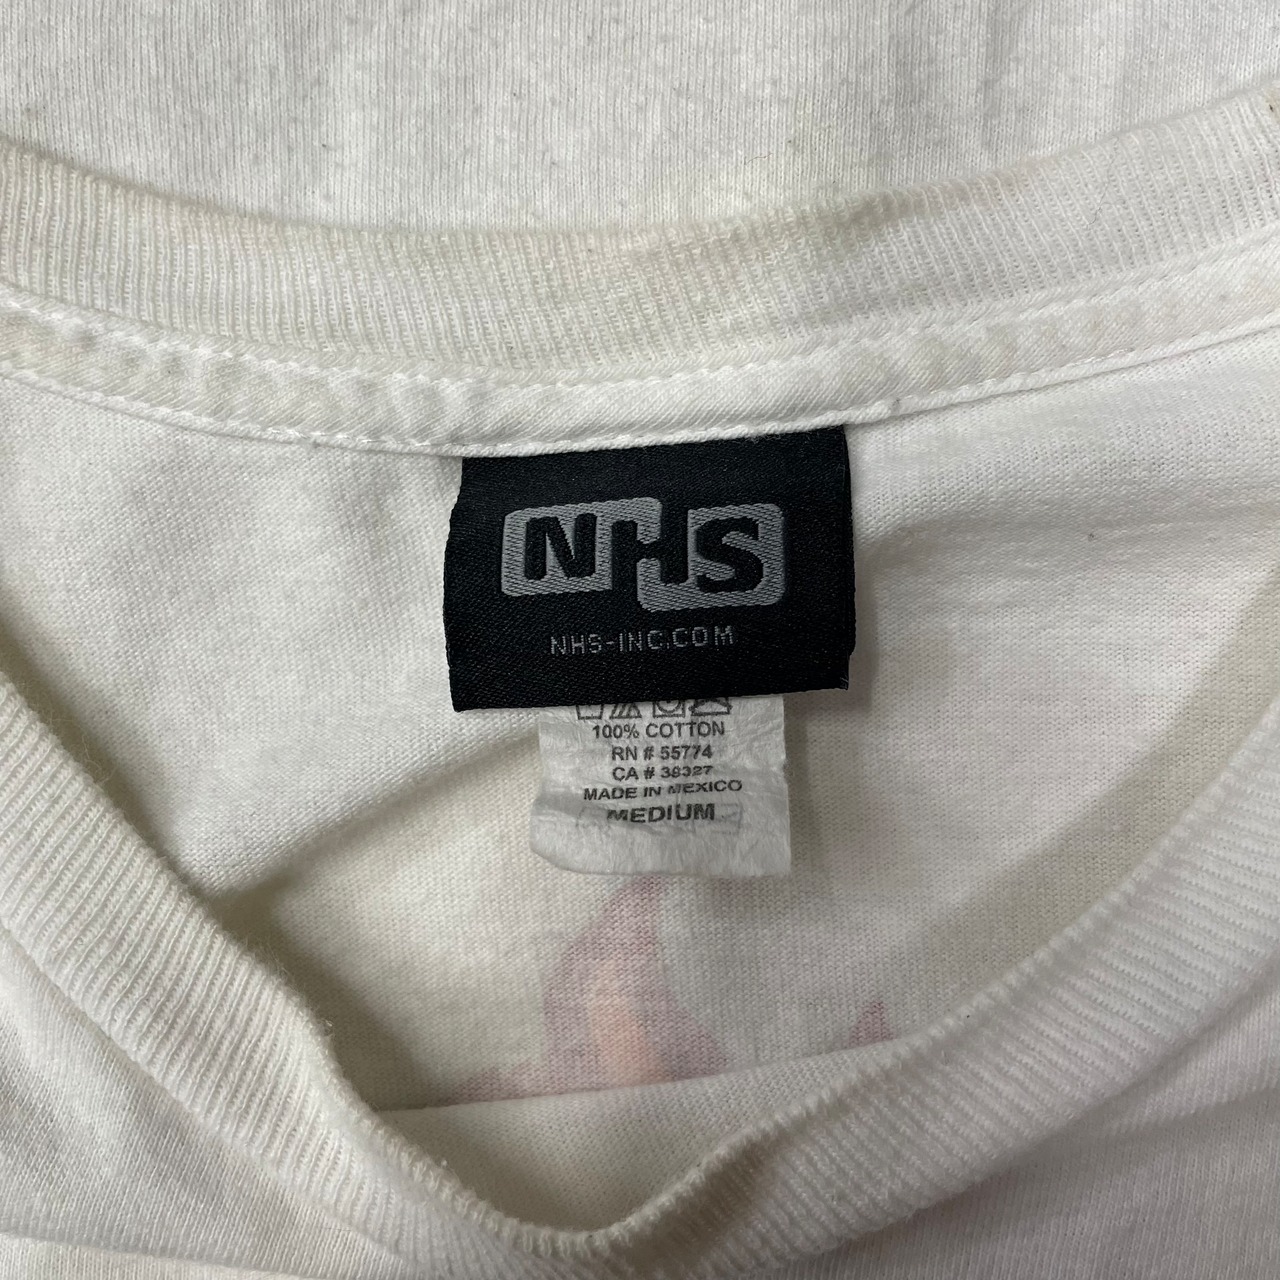 NHS
NHS-INC.COM
100% COTTON
RN # 55774
CA # 38327
MADE IN MEXICO
MEDIUM